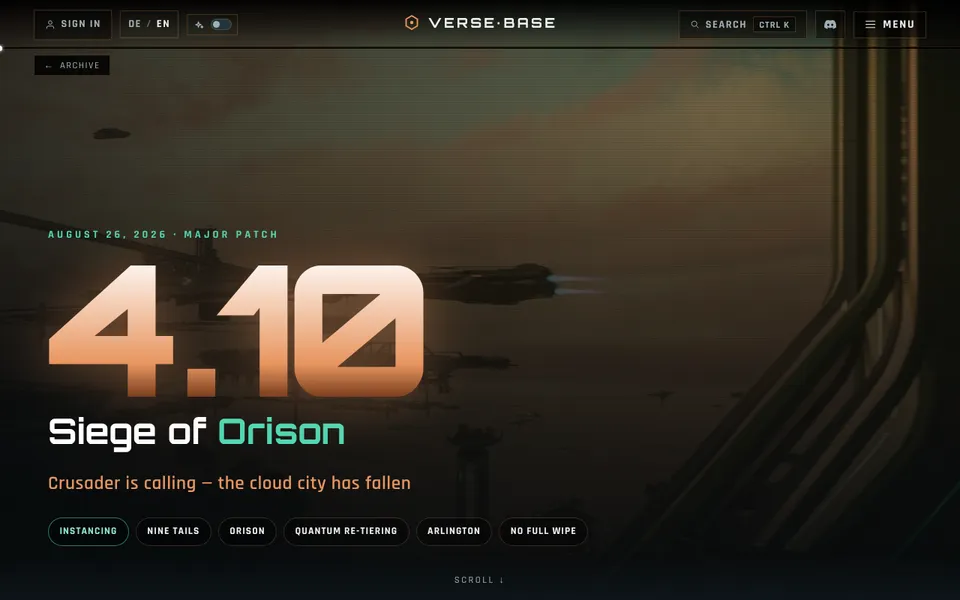 SIGN IN
DE / EN
VERSE·BASE
SEARCH CTRL K
MENU
← ARCHIVE
AUGUST 26, 2026 · MAJOR PATCH
4.10
Siege of Orison
Crusader is calling — the cloud city has fallen
INSTANCING
NINE TAILS
ORISON
QUANTUM RE-TIERING
ARLINGTON
NO FULL WIPE
SCROLL ↓